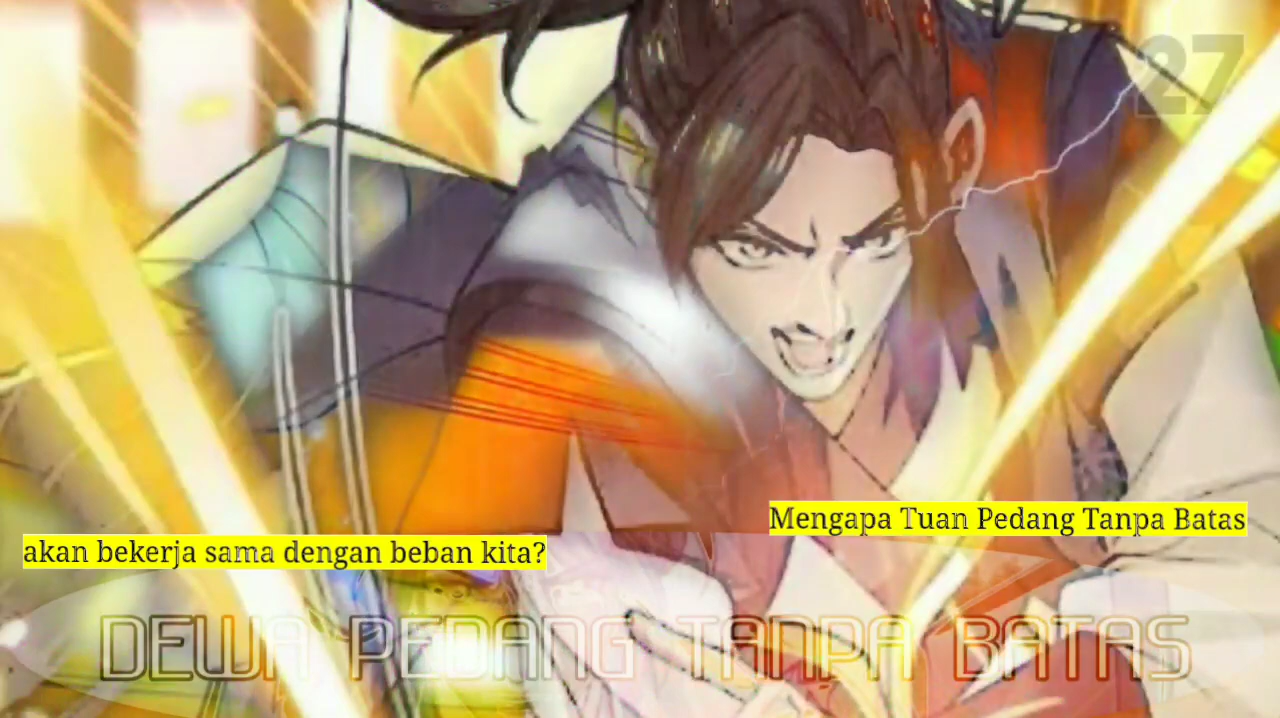 27
Mengapa Tuan Pedang Tanpa Batas
akan bekerja sama dengan beban kita?
DEWA PEDANG TANPA BATAS